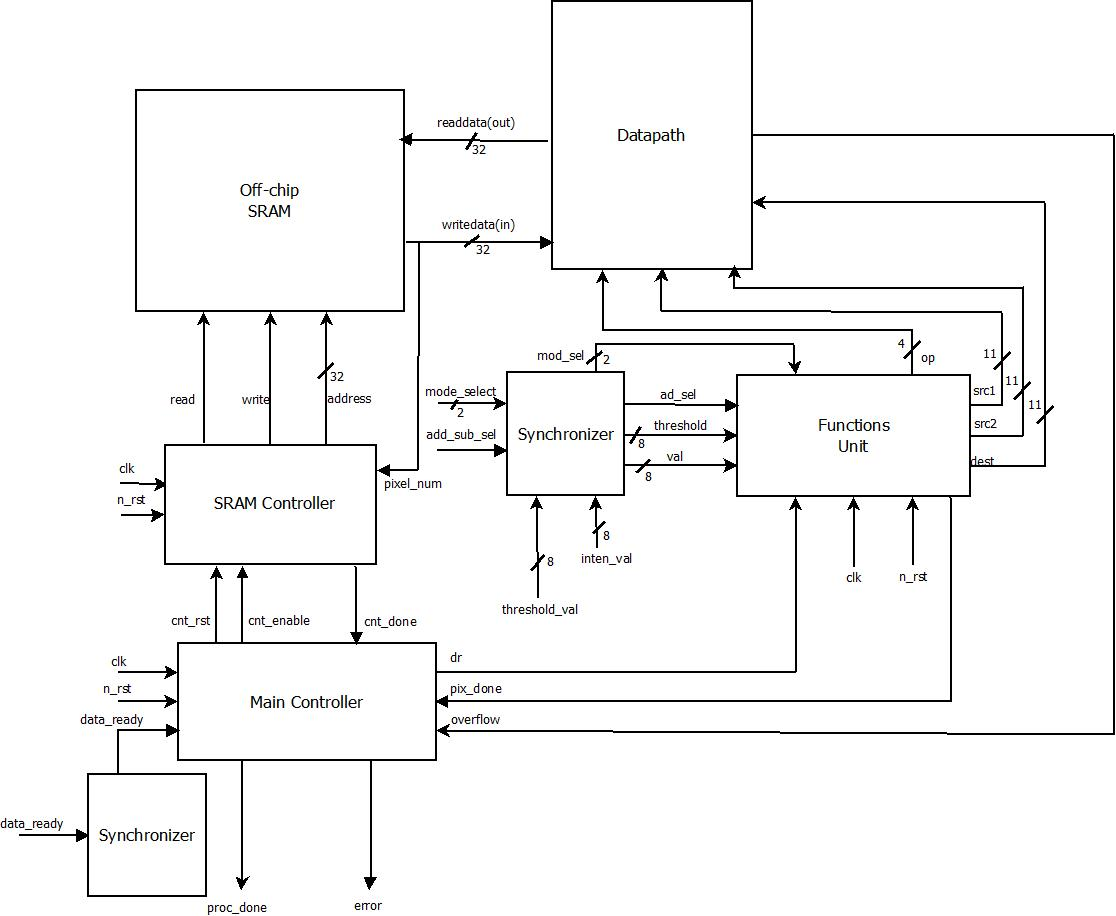 readdata(out)
32
Datapath
Off-chip
SRAM
writedata(in)
32
read
write
32
address
mod_sel
2
4
op
11
src1
11
src2
11
dest
mode_select
2
add_sub_sel
Synchronizer
ad_sel
threshold
8
val
8
Functions
Unit
clk
n_rst
SRAM Controller
pixel_num
8
threshold_val
8
inten_val
clk
n_rst
cnt_rst
cnt_enable
cnt_done
clk
n_rst
data_ready
Main Controller
dr
pix_done
overflow
data_ready
Synchronizer
proc_done
error